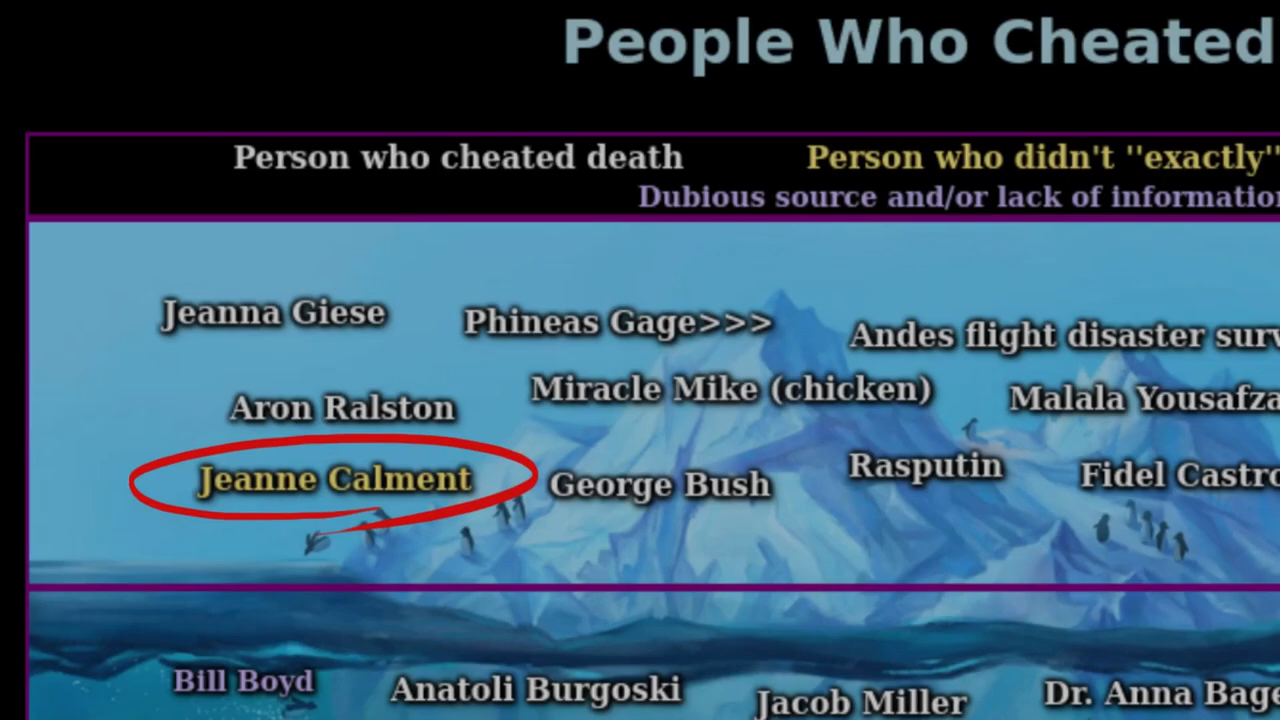 People Who Cheated
Person who cheated death
Person who didn't "exactly"
Dubious source and/or lack of information
Jeanna Giese
Phineas Gage>>>
Andes flight disaster surv
Aron Ralston
Miracle Mike (chicken)
Malala Yousafza
Jeanne Calment
George Bush
Rasputin
Fidel Castro
Bill Boyd
Anatoli Burgoski
Jacob Miller
Dr. Anna Bage